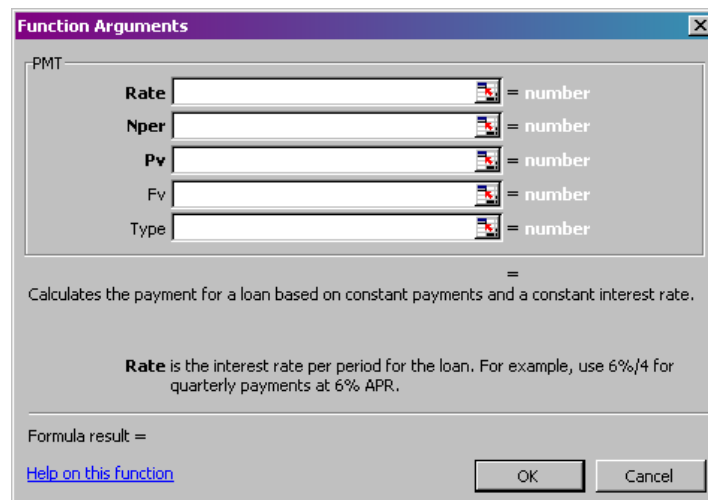 Function Arguments
PMT
Rate = number
Nper = number
Pv = number
Fv = number
Type = number
=
Calculates the payment for a loan based on constant payments and a constant interest rate.
Rate is the interest rate per period for the loan. For example, use 6%/4 for
quarterly payments at 6% APR.
Formula result =
Help on this function OK Cancel